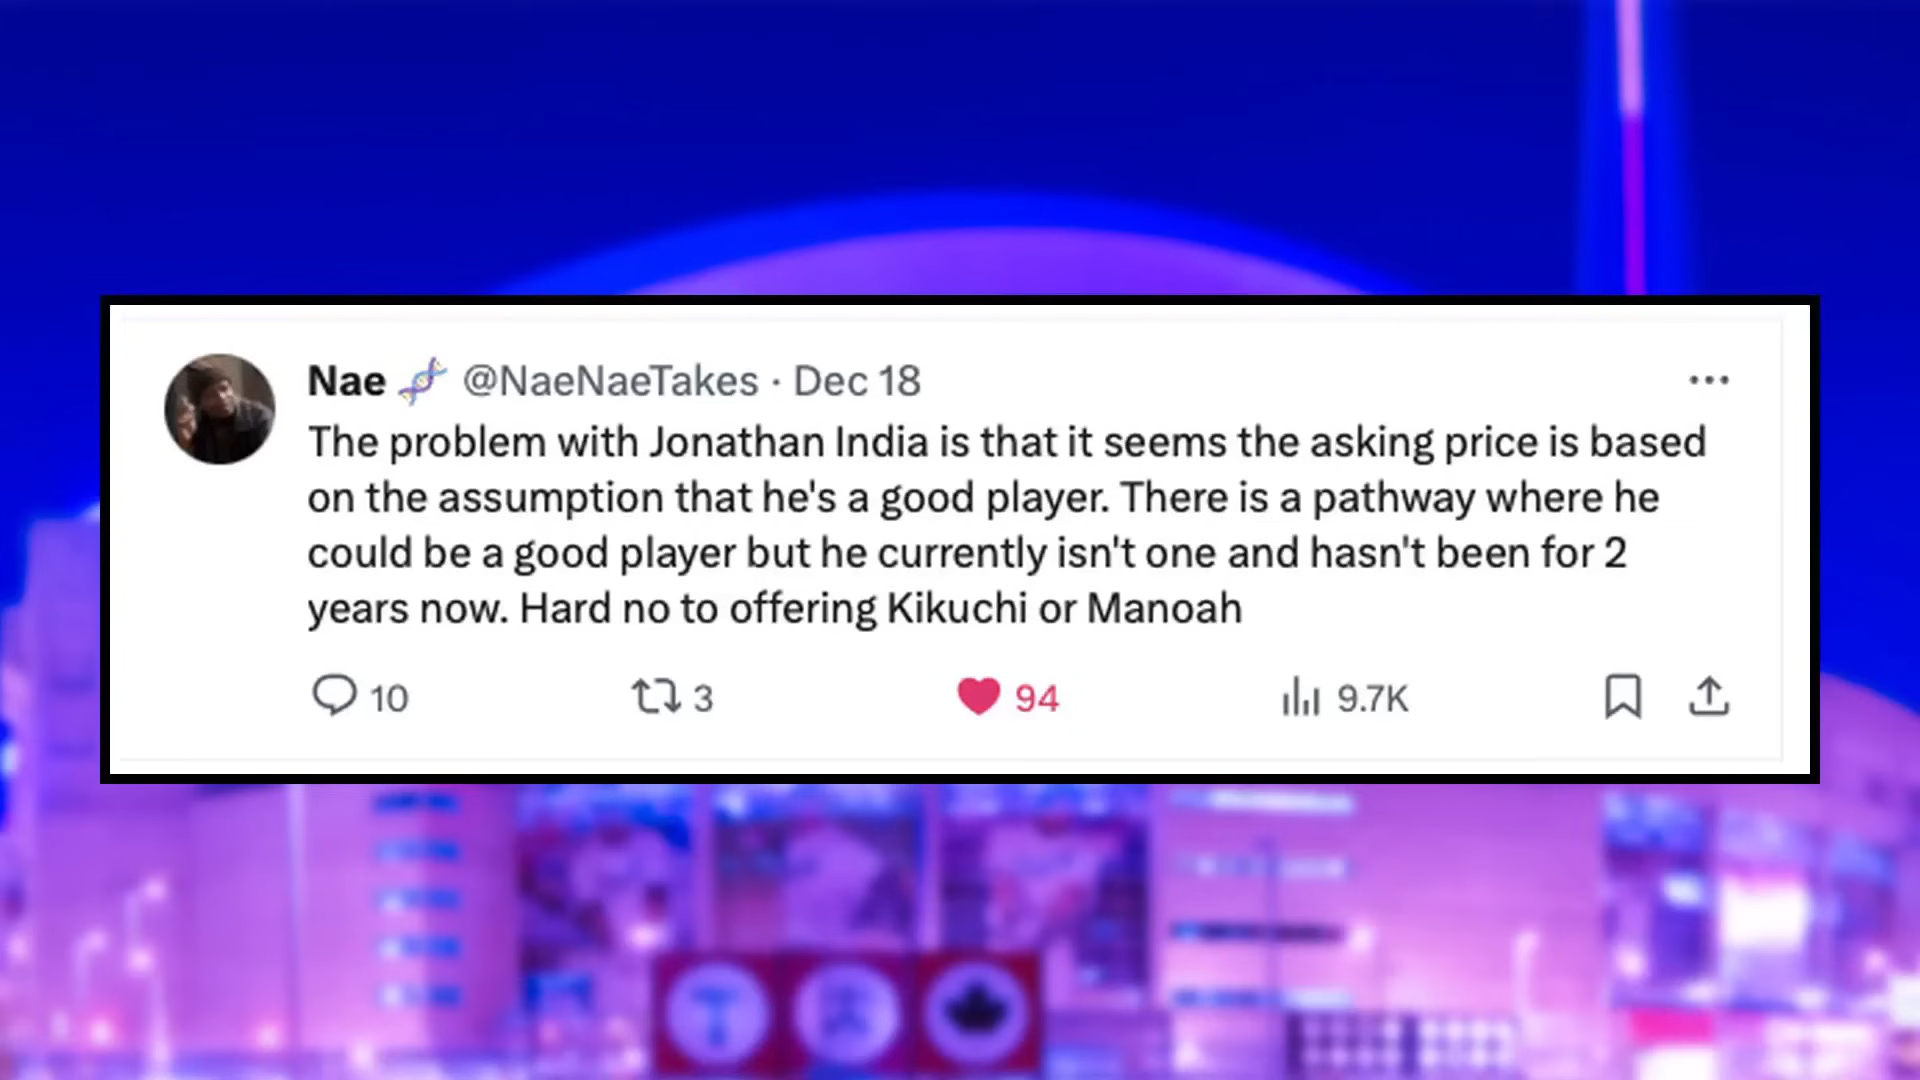 Nae 🧬 @NaeNaeTakes · Dec 18
The problem with Jonathan India is that it seems the asking price is based
on the assumption that he's a good player. There is a pathway where he
could be a good player but he currently isn't one and hasn't been for 2
years now. Hard no to offering Kikuchi or Manoah
10 3 94 9.7K